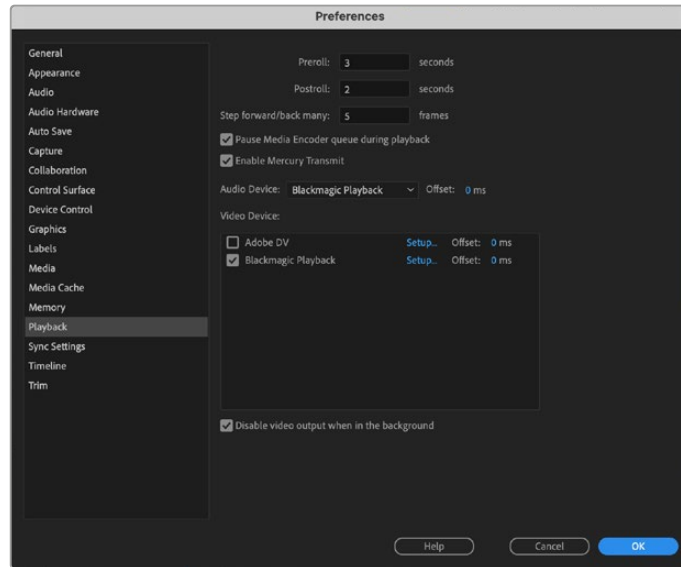 Preferences
General
Appearance
Audio
Audio Hardware
Auto Save
Capture
Collaboration
Control Surface
Device Control
Graphics
Labels
Media
Media Cache
Memory
Playback
Sync Settings
Timeline
Trim
Preroll: 3 seconds
Postroll: 2 seconds
Step forward/back many: 5 frames
Pause Media Encoder queue during playback
Enable Mercury Transmit
Audio Device: Blackmagic Playback Offset: 0 ms
Video Device:
Adobe DV Setup... Offset: 0 ms
Blackmagic Playback Setup... Offset: 0 ms
Disable video output when in the background
Help Cancel OK